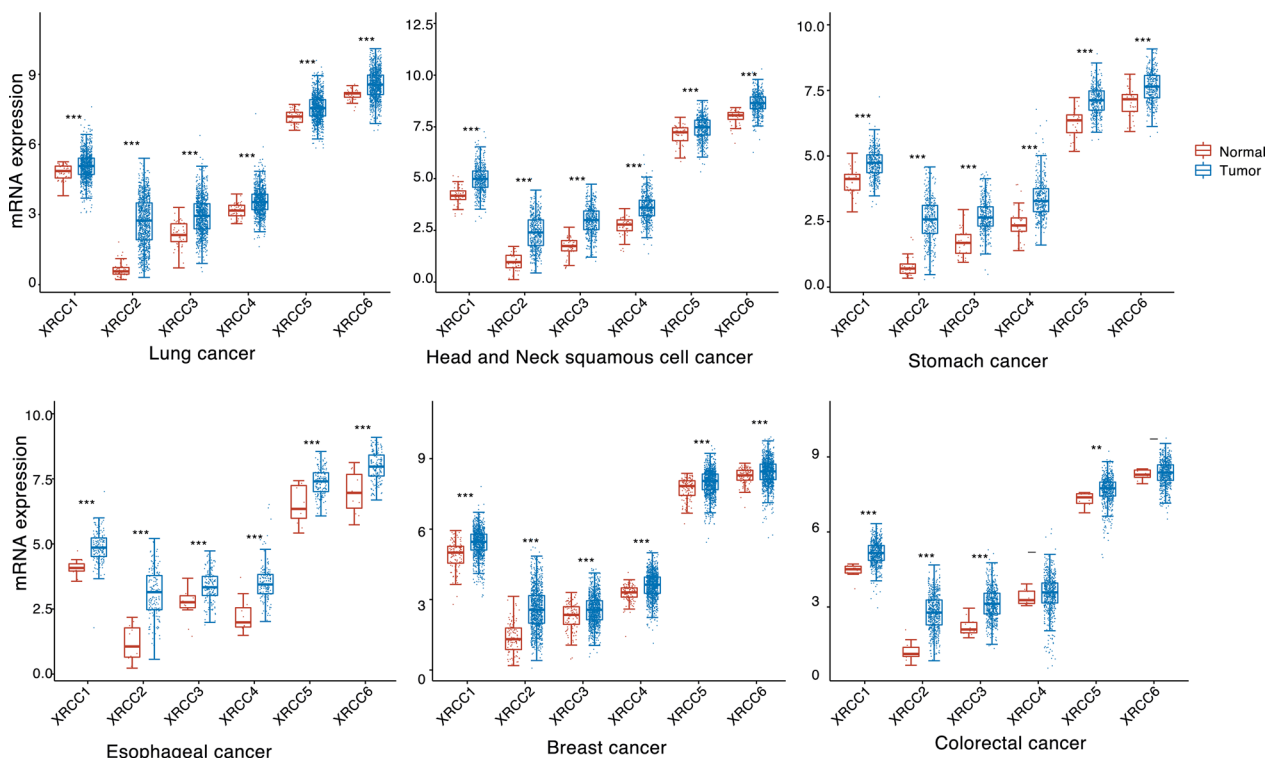 mRNA expression
9
6
3
0
***
***
***
***
***
***
XRCC1
XRCC2
XRCC3
XRCC4
XRCC5
XRCC6
Lung cancer
12.5
10.0
7.5
5.0
2.5
0.0
***
***
***
***
***
***
XRCC1
XRCC2
XRCC3
XRCC4
XRCC5
XRCC6
Head and Neck squamous cell cancer
10.0
7.5
5.0
2.5
0.0
***
***
***
***
***
***
XRCC1
XRCC2
XRCC3
XRCC4
XRCC5
XRCC6
Stomach cancer
Normal
Tumor
mRNA expression
10.0
7.5
5.0
2.5
0.0
***
***
***
***
***
***
XRCC1
XRCC2
XRCC3
XRCC4
XRCC5
XRCC6
Esophageal cancer
9
6
3
0
***
***
***
***
***
***
XRCC1
XRCC2
XRCC3
XRCC4
XRCC5
XRCC6
Breast cancer
9
6
3
0
***
***
***
–
**
–
XRCC1
XRCC2
XRCC3
XRCC4
XRCC5
XRCC6
Colorectal cancer